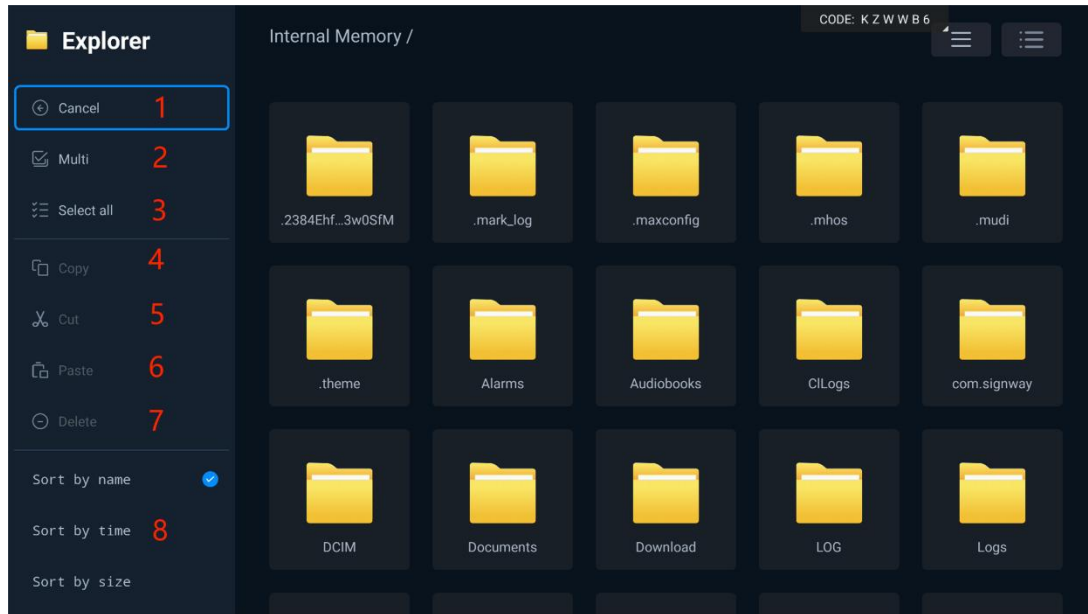 Explorer
Internal Memory /
CODE: K Z W W B 6
Cancel 1
Multi 2
Select all 3
Copy 4
Cut 5
Paste 6
Delete 7
Sort by name
Sort by time 8
Sort by size
.2384Ehf...3w0SfM .mark_log .maxconfig .mhos .mudi
.theme Alarms Audiobooks ClLogs com.signway
DCIM Documents Download LOG Logs